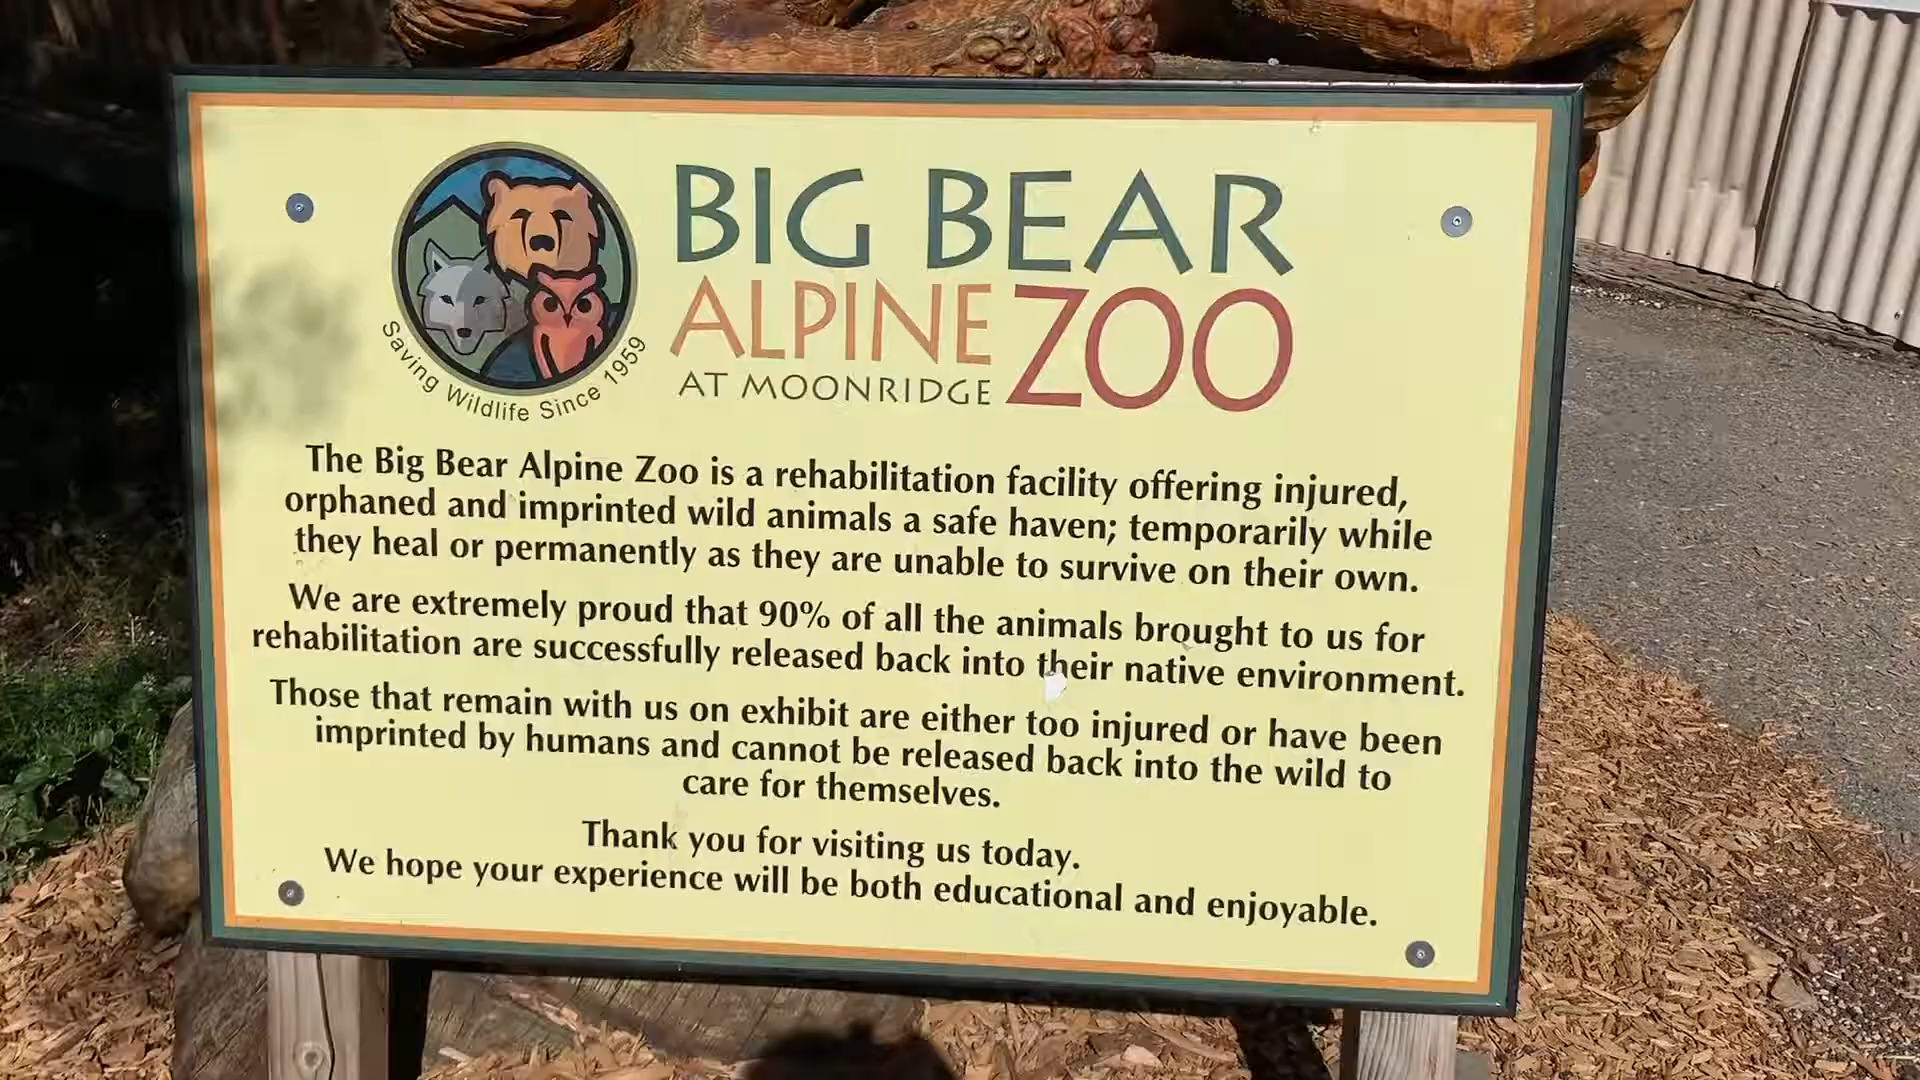 BIG BEAR
ALPINE ZOO
AT MOONRIDGE
Saving Wildlife Since 1959
The Big Bear Alpine Zoo is a rehabilitation facility offering injured,
orphaned and imprinted wild animals a safe haven; temporarily while
they heal or permanently as they are unable to survive on their own.
We are extremely proud that 90% of all the animals brought to us for
rehabilitation are successfully released back into their native environment.
Those that remain with us on exhibit are either too injured or have been
imprinted by humans and cannot be released back into the wild to
care for themselves.
Thank you for visiting us today.
We hope your experience will be both educational and enjoyable.